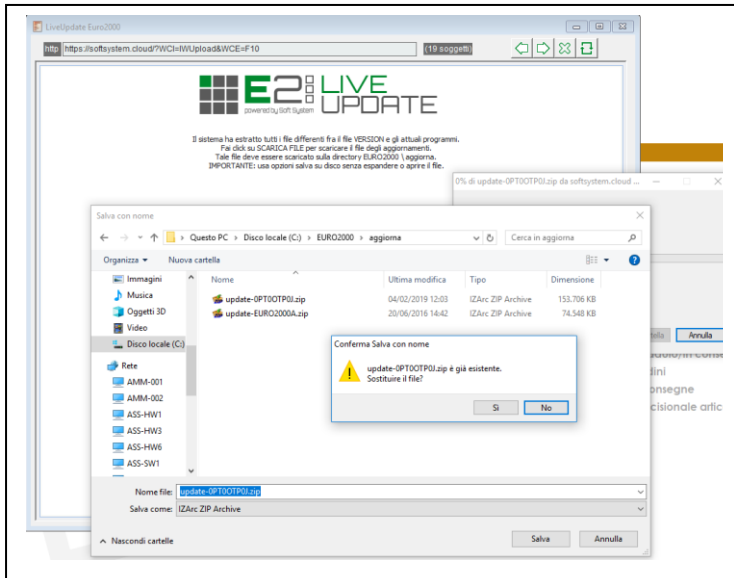 LiveUpdate Euro2000
http https://softsystem.cloud/?WCI=IWUpload&WCE=F10 (19 soggetti)
E2 LIVE UPDATE
powered by Soft System
Il sistema ha estratto tutti i file differenti fra il file VERSION e gli attuali programmi.
Fai click su SCARICA FILE per scaricare il file degli aggiornamenti.
Tale file deve essere scaricato sulla directory EURO2000 \ aggiorna.
IMPORTANTE: usa opzioni salva su disco senza espandere o aprire il file.
0% di update-0PT0OTP0J.zip da softsystem.cloud ...
Salva con nome
Questo PC > Disco locale (C:) > EURO2000 > aggiorna
Cerca in aggiorna
Organizza
Nuova cartella
Nome Ultima modifica Tipo Dimensione
update-0PT0OTP0J.zip 04/02/2019 12:03 IZArc ZIP Archive 153.706 KB
update-EURO2000A.zip 20/06/2016 14:42 IZArc ZIP Archive 74.548 KB
Immagini
Musica
Oggetti 3D
Video
Disco locale (C:)
Rete
AMM-001
AMM-002
ASS-HW1
ASS-HW3
ASS-HW6
ASS-SW1
Conferma Salva con nome
update-0PT0OTP0J.zip è già esistente.
Sostituire il file?
Sì No
Annulla
dini
onsegne
cisionale artic
Nome file: update-0PT0OTP0J.zip
Salva come: IZArc ZIP Archive
Nascondi cartelle
Salva Annulla